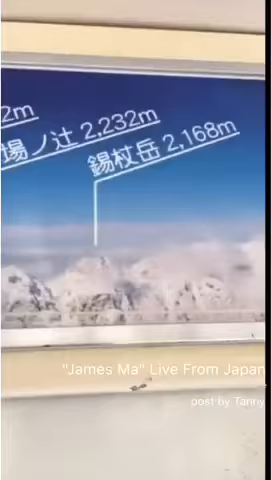 2m
場ノ辻 2,232m
錫杖岳 2,168m
"James Ma" Live From Japan
post by Tanny